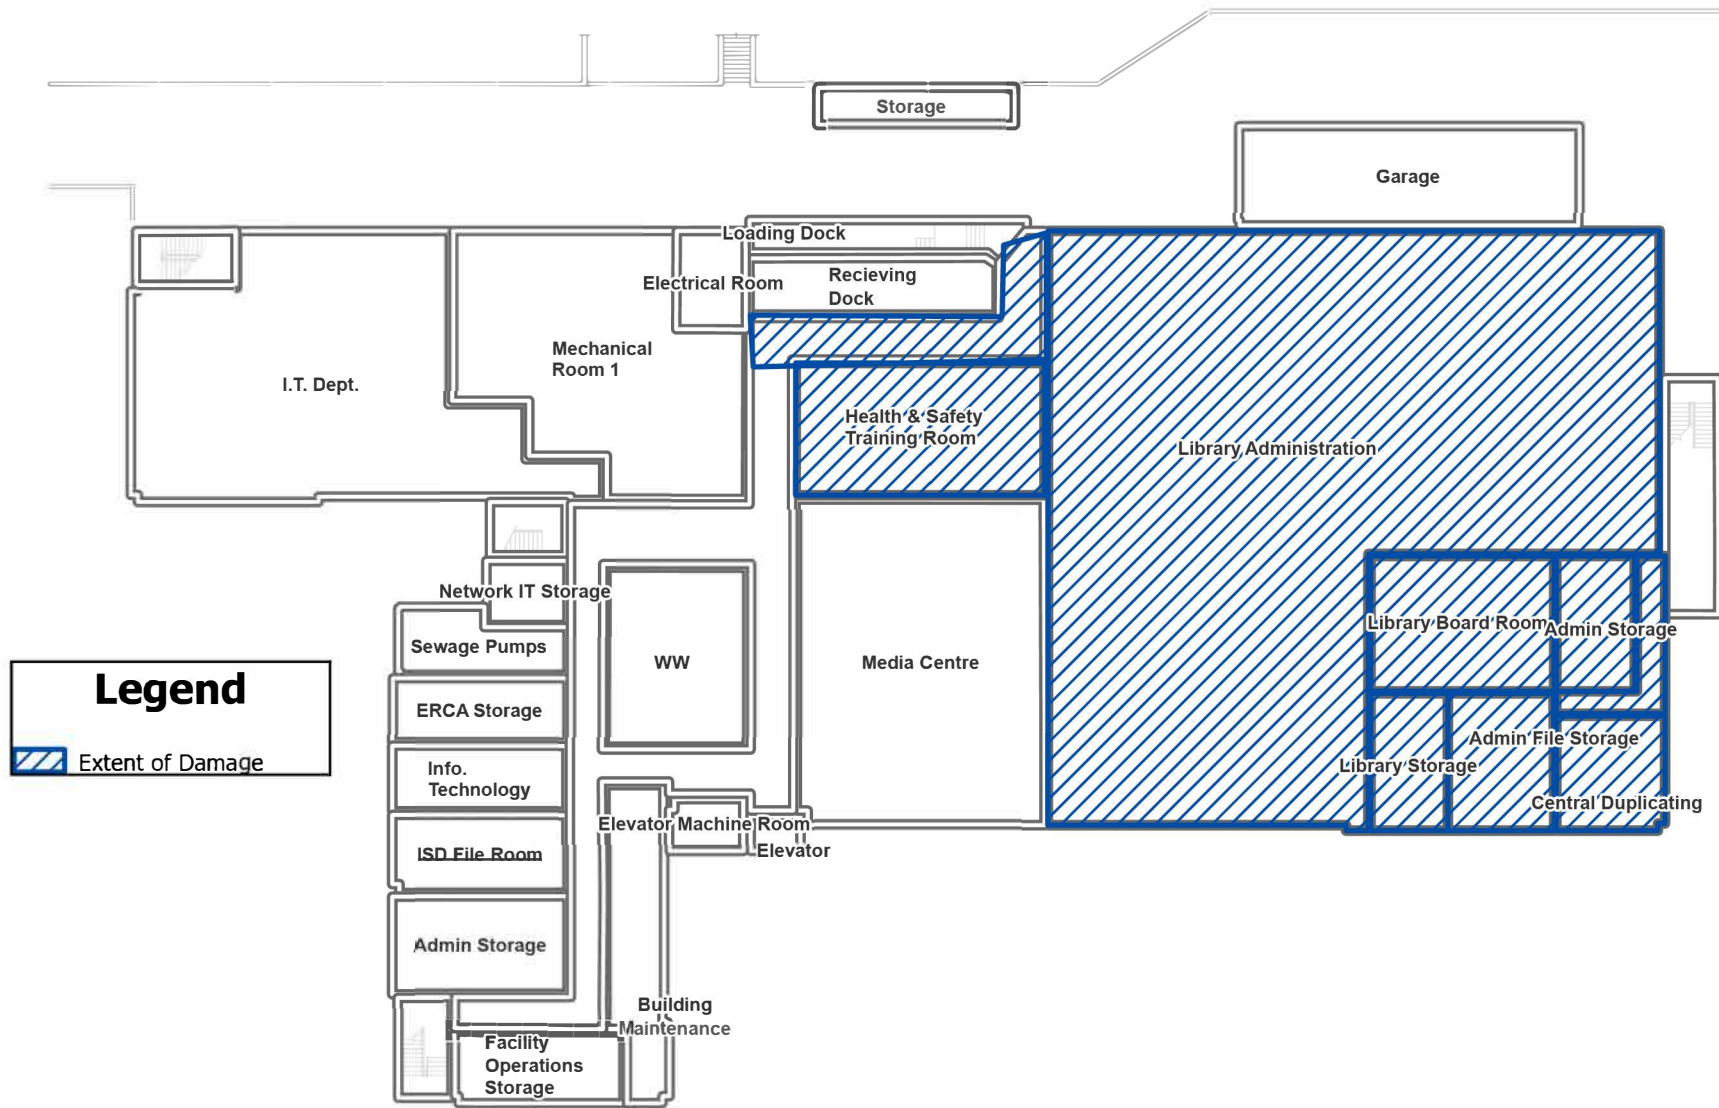 Storage
Garage
Loading Dock
Recieving
Dock
Electrical Room
Mechanical
Room 1
I.T. Dept.
Health & Safety
Training Room
Library Administration
Network IT Storage
Sewage Pumps
WW
Media Centre
Library Board Room
Admin Storage
Legend
Extent of Damage
ERCA Storage
Info.
Technology
Admin File Storage
Library Storage
Central Duplicating
Elevator Machine Room
Elevator
ISD File Room
Admin Storage
Building
Maintenance
Facility
Operations
Storage